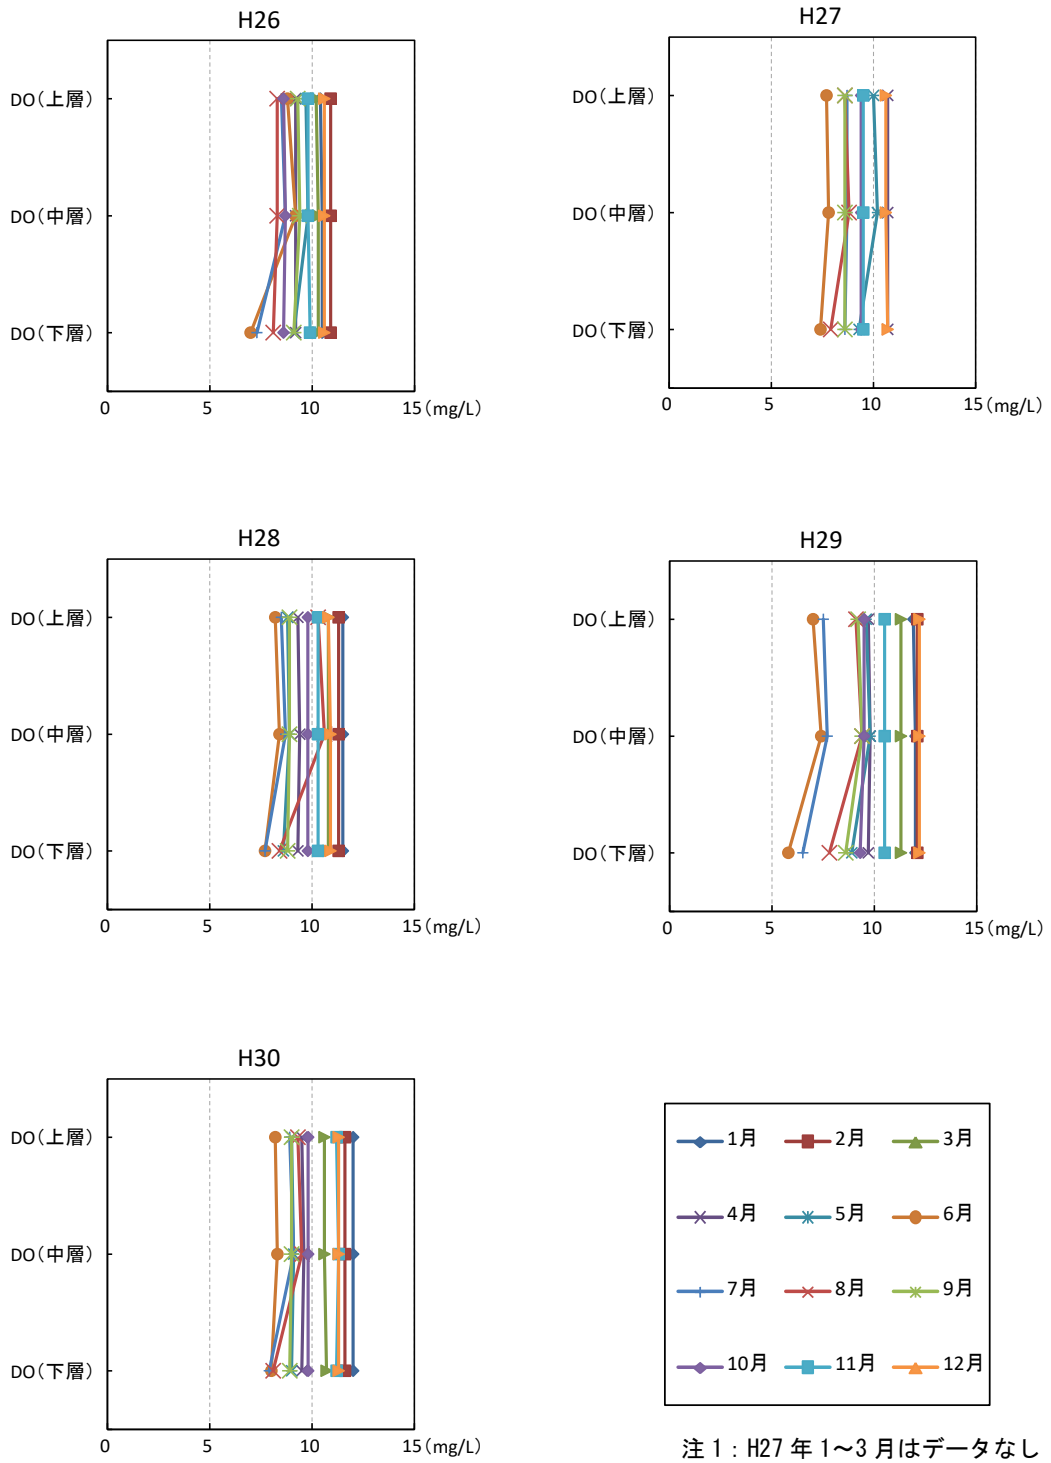 H26
DO(上層)
DO(中層)
DO(下層)
0 5 10 15(mg/L)
H27
DO(上層)
DO(中層)
DO(下層)
0 5 10 15(mg/L)
H28
DO(上層)
DO(中層)
DO(下層)
0 5 10 15(mg/L)
H29
DO(上層)
DO(中層)
DO(下層)
0 5 10 15(mg/L)
H30
DO(上層)
DO(中層)
DO(下層)
0 5 10 15(mg/L)
1月 2月 3月
4月 5月 6月
7月 8月 9月
10月 11月 12月
注1:H27年1~3月はデータなし